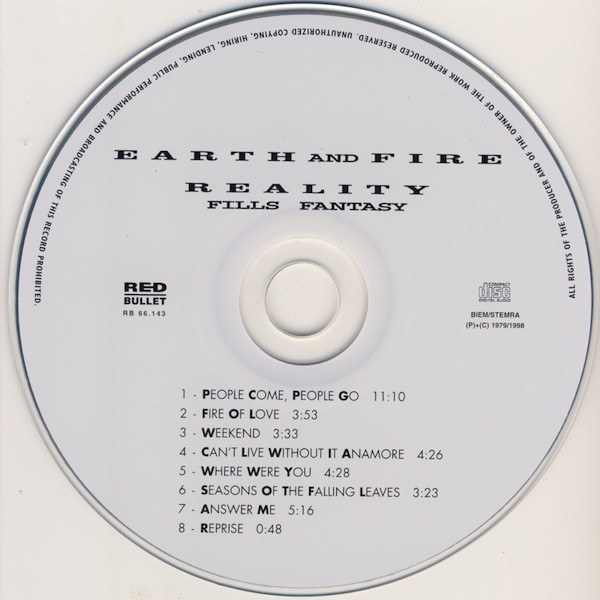 ALL RIGHTS OF THE PRODUCER AND OF THE OWNER OF THE WORK REPRODUCED RESERVED. UNAUTHORIZED COPYING, HIRING, LENDING, PUBLIC PERFORMANCE AND BROADCASTING OF THIS RECORD PROHIBITED.
EARTH AND FIRE
REALITY
FILLS FANTASY
RED
BULLET
RB 66.143
COMPACT
disc
DIGITAL AUDIO
BIEM/STEMRA
(P)+(C) 1979/1998
1 - PEOPLE COME, PEOPLE GO 11:10
2 - FIRE OF LOVE 3:53
3 - WEEKEND 3:33
4 - CAN'T LIVE WITHOUT IT ANAMORE 4:26
5 - WHERE WERE YOU 4:28
6 - SEASONS OF THE FALLING LEAVES 3:23
7 - ANSWER ME 5:16
8 - REPRISE 0:48